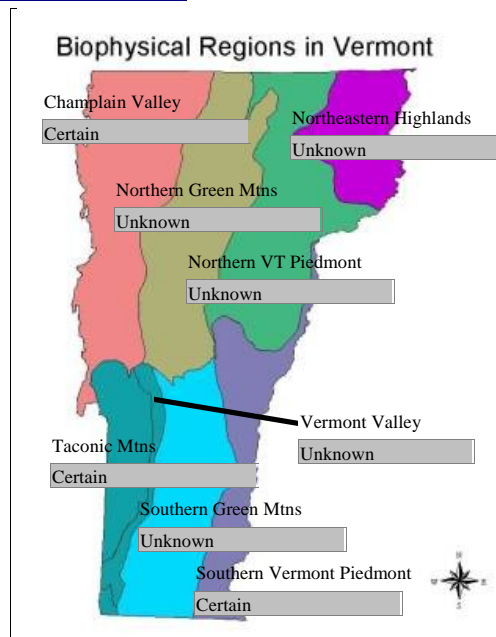 Biophysical Regions in Vermont
Champlain Valley
Certain
Northeastern Highlands
Unknown
Northern Green Mtns
Unknown
Northern VT Piedmont
Unknown
Vermont Valley
Unknown
Taconic Mtns
Certain
Southern Green Mtns
Unknown
Southern Vermont Piedmont
Certain
N
W E
S